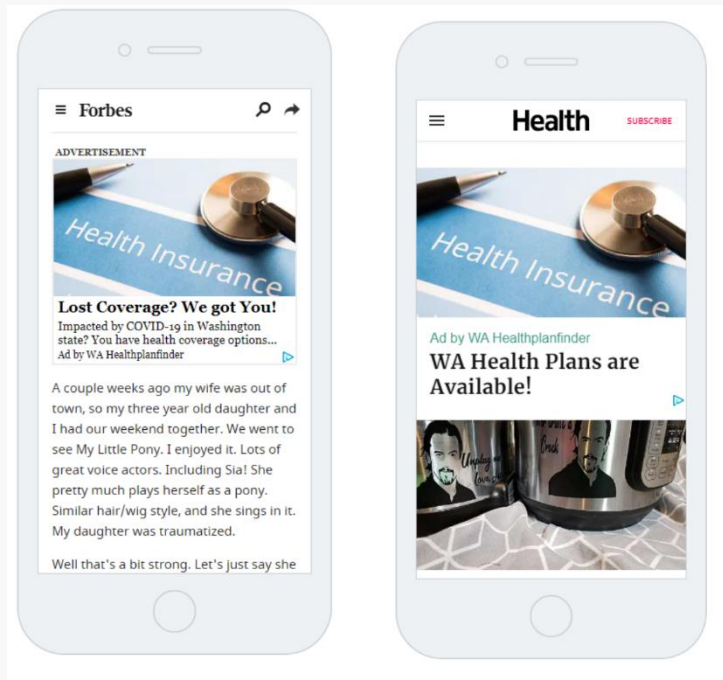 Forbes
ADVERTISEMENT
Health Insurance
Lost Coverage? We got You!
Impacted by COVID-19 in Washington
state? You have health coverage options...
Ad by WA Healthplanfinder
A couple weeks ago my wife was out of
town, so my three year old daughter and
I had our weekend together. We went to
see My Little Pony. I enjoyed it. Lots of
great voice actors. Including Sia! She
pretty much plays herself as a pony.
Similar hair/wig style, and she sings in it.
My daughter was traumatized.
Well that's a bit strong. Let's just say she
Health
SUBSCRIBE
Health Insurance
Ad by WA Healthplanfinder
WA Health Plans are
Available!
Unplug me